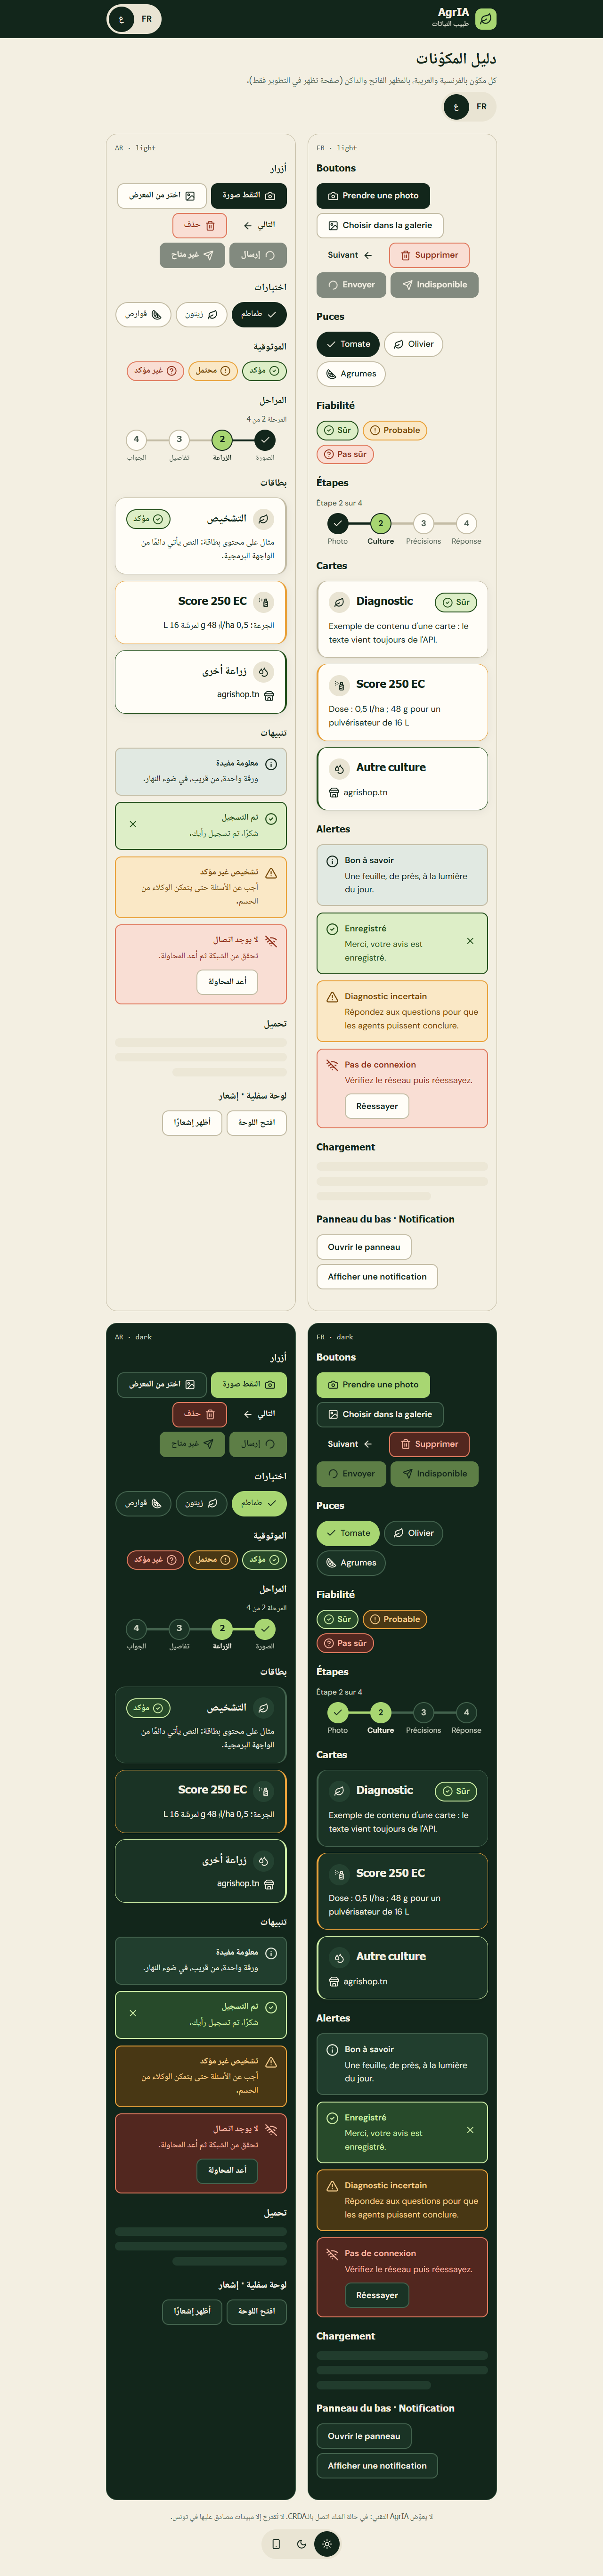 AgrIA
طبيب النباتات
FR
ع
دليل المكوّنات
كل مكوّن بالفرنسية والعربية، بالمظهر الفاتح والداكن (صفحة تظهر في التطوير فقط).
FR
ع
FR · light
Boutons
Prendre une photo
Choisir dans la galerie
Suivant
Supprimer
Envoyer
Indisponible
Puces
Tomate
Olivier
Agrumes
Fiabilité
Sûr
Probable
Pas sûr
Étapes
Étape 2 sur 4
2
3
4
Photo
Culture
Précisions
Réponse
Cartes
Diagnostic
Sûr
Exemple de contenu d'une carte : le
texte vient toujours de l'API.
Score 250 EC
Dose : 0,5 l/ha ; 48 g pour un
pulvérisateur de 16 L
Autre culture
agrishop.tn
Alertes
Bon à savoir
Une feuille, de près, à la lumière
du jour.
Enregistré
Merci, votre avis est
enregistré.
Diagnostic incertain
Répondez aux questions pour que
les agents puissent conclure.
Pas de connexion
Vérifiez le réseau puis réessayez.
Réessayer
Chargement
Panneau du bas · Notification
Ouvrir le panneau
Afficher une notification
AR · light
أزرار
التقط صورة
اختر من المعرض
التالي
حذف
إرسال
غير متاح
اختيارات
طماطم
زيتون
قوارص
الموثوقية
مؤكد
محتمل
غير مؤكد
المراحل
المرحلة 2 من 4
2
3
4
الصورة
الزراعة
تفاصيل
الجواب
بطاقات
التشخيص
مؤكد
مثال على محتوى بطاقة: النص يأتي دائمًا من
الواجهة البرمجية.
Score 250 EC
الجرعة: 0,5 l/ha؛ 48 g لمرشة 16 L
زراعة أخرى
agrishop.tn
تنبيهات
معلومة مفيدة
ورقة واحدة، من قريب، في ضوء النهار.
تم التسجيل
شكرًا، تم تسجيل رأيك.
تشخيص غير مؤكد
أجب عن الأسئلة حتى يتمكن الوكلاء من
الحسم.
لا يوجد اتصال
تحقق من الشبكة ثم أعد المحاولة.
أعد المحاولة
تحميل
لوحة سفلية · إشعار
افتح اللوحة
أظهر إشعارًا
FR · dark
Boutons
Prendre une photo
Choisir dans la galerie
Suivant
Supprimer
Envoyer
Indisponible
Puces
Tomate
Olivier
Agrumes
Fiabilité
Sûr
Probable
Pas sûr
Étapes
Étape 2 sur 4
2
3
4
Photo
Culture
Précisions
Réponse
Cartes
Diagnostic
Sûr
Exemple de contenu d'une carte : le
texte vient toujours de l'API.
Score 250 EC
Dose : 0,5 l/ha ; 48 g pour un
pulvérisateur de 16 L
Autre culture
agrishop.tn
Alertes
Bon à savoir
Une feuille, de près, à la lumière
du jour.
Enregistré
Merci, votre avis est
enregistré.
Diagnostic incertain
Répondez aux questions pour que
les agents puissent conclure.
Pas de connexion
Vérifiez le réseau puis réessayez.
Réessayer
Chargement
Panneau du bas · Notification
Ouvrir le panneau
Afficher une notification
AR · dark
أزرار
التقط صورة
اختر من المعرض
التالي
حذف
إرسال
غير متاح
اختيارات
طماطم
زيتون
قوارص
الموثوقية
مؤكد
محتمل
غير مؤكد
المراحل
المرحلة 2 من 4
2
3
4
الصورة
الزراعة
تفاصيل
الجواب
بطاقات
التشخيص
مؤكد
مثال على محتوى بطاقة: النص يأتي دائمًا من
الواجهة البرمجية.
Score 250 EC
الجرعة: 0,5 l/ha؛ 48 g لمرشة 16 L
زراعة أخرى
agrishop.tn
تنبيهات
معلومة مفيدة
ورقة واحدة، من قريب، في ضوء النهار.
تم التسجيل
شكرًا، تم تسجيل رأيك.
تشخيص غير مؤكد
أجب عن الأسئلة حتى يتمكن الوكلاء من
الحسم.
لا يوجد اتصال
تحقق من الشبكة ثم أعد المحاولة.
أعد المحاولة
تحميل
لوحة سفلية · إشعار
افتح اللوحة
أظهر إشعارًا
لا يعوّض AgrIA التقني: في حالة الشك اتصل بالـCRDA. لا تُقترح إلا مبيدات مصادق عليها في تونس.